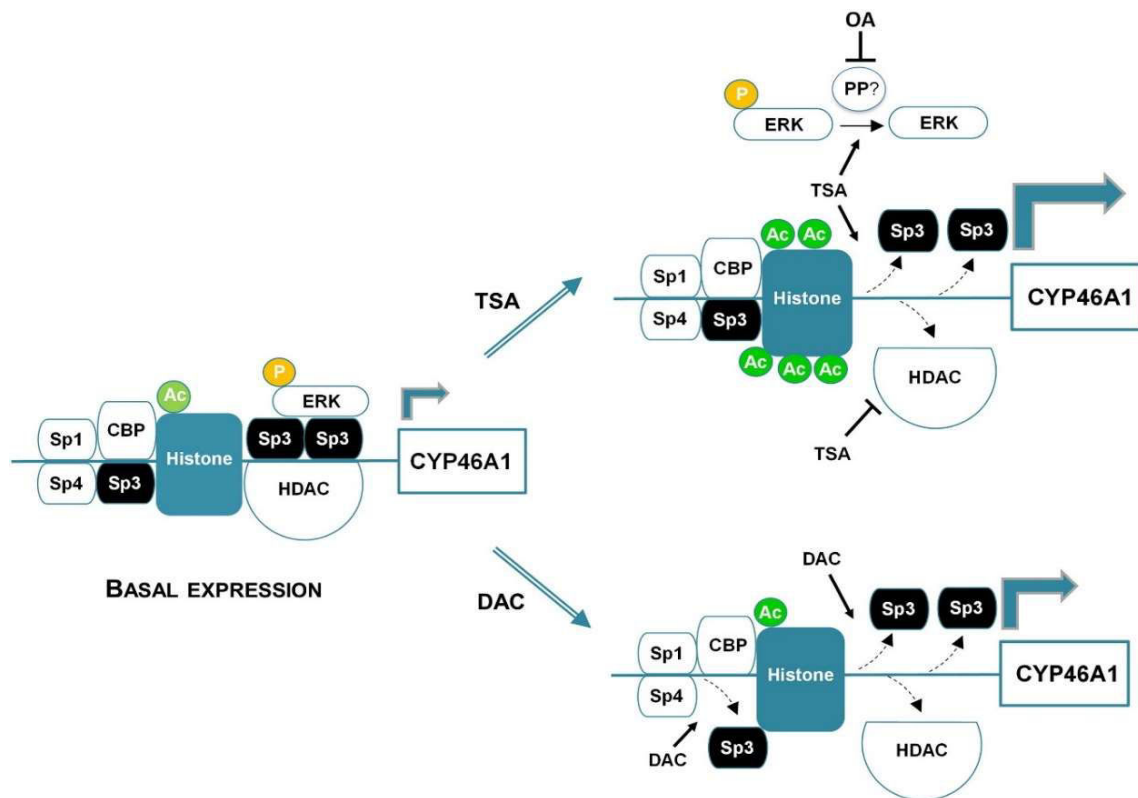 OA
PP?
P
ERK
ERK
TSA
Ac
Ac
Sp3
Sp3
Sp1
CBP
Histone
CYP46A1
Sp4
Sp3
Ac
Ac
Ac
HDAC
TSA
TSA
P
Ac
ERK
Sp1
CBP
Sp3
Sp3
Histone
CYP46A1
Sp4
Sp3
HDAC
BASAL EXPRESSION
DAC
DAC
Ac
Sp3
Sp3
Sp1
CBP
Histone
CYP46A1
Sp4
DAC
Sp3
HDAC